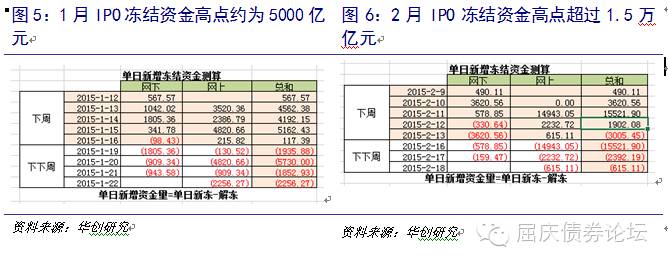 图 5：1 月 IPO 冻结资金高点约为 5000 亿
元
单日新增冻结资金测算
网下 网上 总和
下周
2015-1-12 567.57 567.57
2015-1-13 1042.02 3520.36 4562.38
2015-1-14 1805.36 2386.79 4192.15
2015-1-15 341.78 4820.66 5162.43
2015-1-16 (98.43) 215.82 117.39
下下周
2015-1-19 (1805.36) (130.52) (1935.88)
2015-1-20 (909.34) (4820.66) (5730.00)
2015-1-21 (943.58) (909.34) (1852.93)
2015-1-22 (2256.27) (2256.27)
单日新增资金量=单日新冻-解冻
资料来源：华创研究
图 6：2 月 IPO 冻结资金高点超过 1.5 万
亿元
单日新增冻结资金测算
网下 网上 总和
下周
2015-2-9 490.11 490.11
2015-2-10 3620.56 0.00 3620.56
2015-2-11 578.85 14943.05 15521.90
2015-2-12 (330.64) 2232.72 1902.08
2015-2-13 (3620.56) 615.11 (3005.45)
下下周
2015-2-16 (578.85) (14943.05) (15521.90)
2015-2-17 (159.47) (2232.72) (2392.19)
2015-2-18 (615.11) (615.11)
单日新增资金量=单日新冻-解冻
资料来源：华创研究
屈庆债券论坛